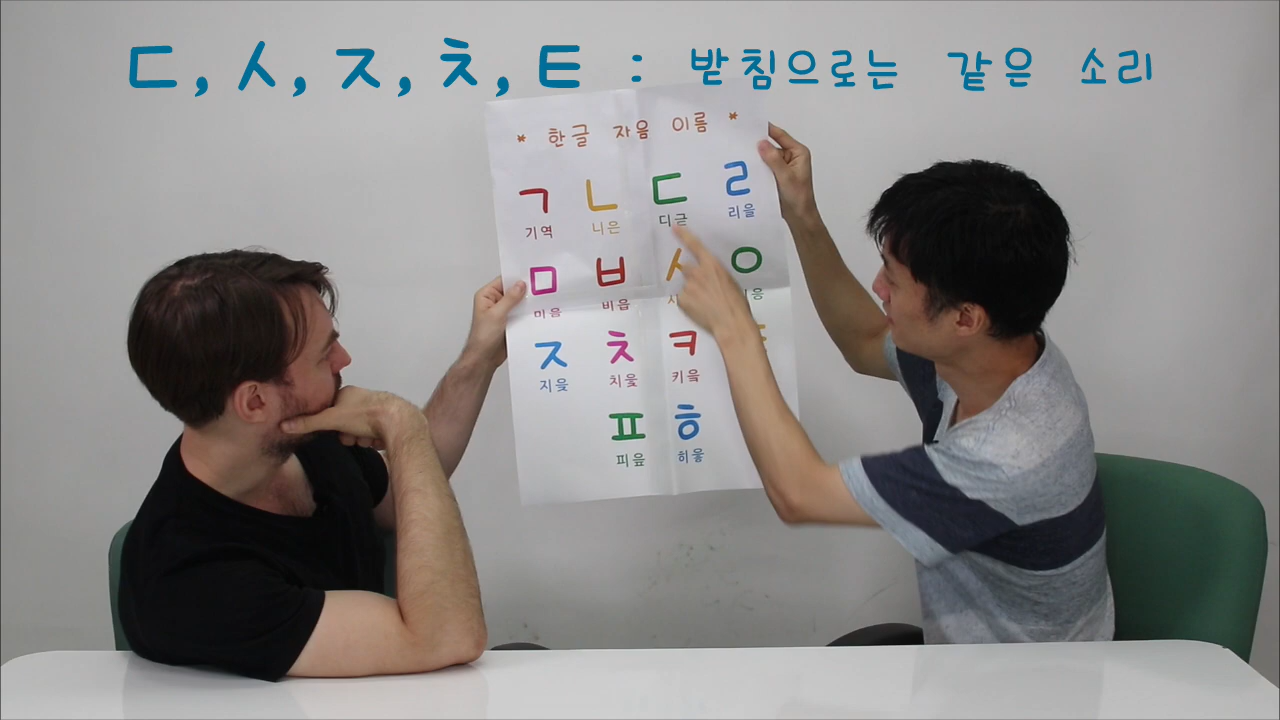 ㄷ, ㅅ, ㅈ, ㅊ, ㅌ : 받침으로는 같은 소리
* 한글 자음 이름 *
ㄱ ㄴ ㄷ ㄹ
기역 니은 디귿 리을
ㅁ ㅂ ㅅ ㅇ
미음 비읍
ㅈ ㅊ ㅋ
지읒 치읓 키읔
ㅍ ㅎ
피읖 히읗